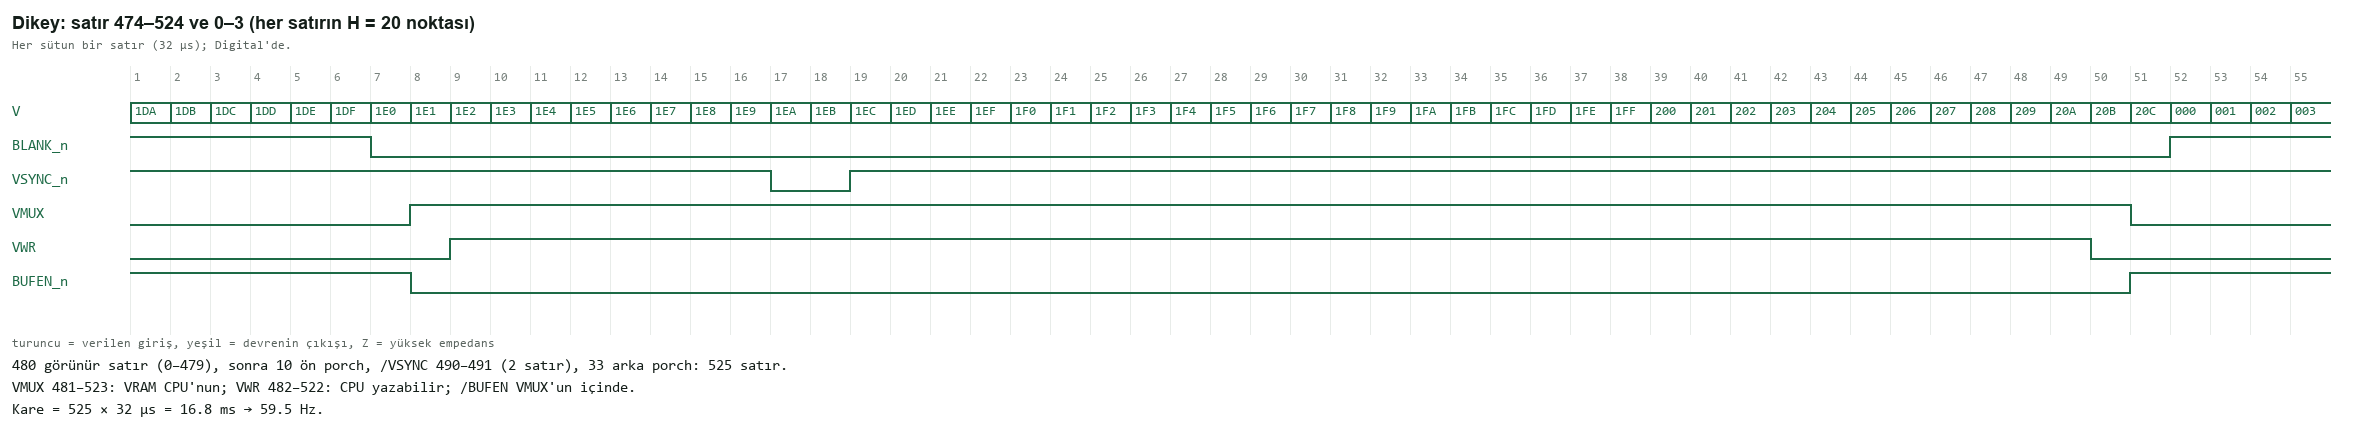 Dikey: satır 474–524 ve 0–3 (her satırın H = 20 noktası)
Her sütun bir satır (32 µs); Digital'de.
1 2 3 4 5 6 7 8 9 10 11 12 13 14 15 16 17 18 19 20 21 22 23 24 25 26 27 28 29 30 31 32 33 34 35 36 37 38 39 40 41 42 43 44 45 46 47 48 49 50 51 52 53 54 55
V 1DA 1DB 1DC 1DD 1DE 1DF 1E0 1E1 1E2 1E3 1E4 1E5 1E6 1E7 1E8 1E9 1EA 1EB 1EC 1ED 1EE 1EF 1F0 1F1 1F2 1F3 1F4 1F5 1F6 1F7 1F8 1F9 1FA 1FB 1FC 1FD 1FE 1FF 200 201 202 203 204 205 206 207 208 209 20A 20B 20C 000 001 002 003
BLANK_n
VSYNC_n
VMUX
VWR
BUFEN_n
turuncu = verilen giriş, yeşil = devrenin çıkışı, Z = yüksek empedans
480 görünür satır (0–479), sonra 10 ön porch, /VSYNC 490–491 (2 satır), 33 arka porch: 525 satır.
VMUX 481–523: VRAM CPU'nun; VWR 482–522: CPU yazabilir; /BUFEN VMUX'un içinde.
Kare = 525 × 32 µs = 16.8 ms → 59.5 Hz.